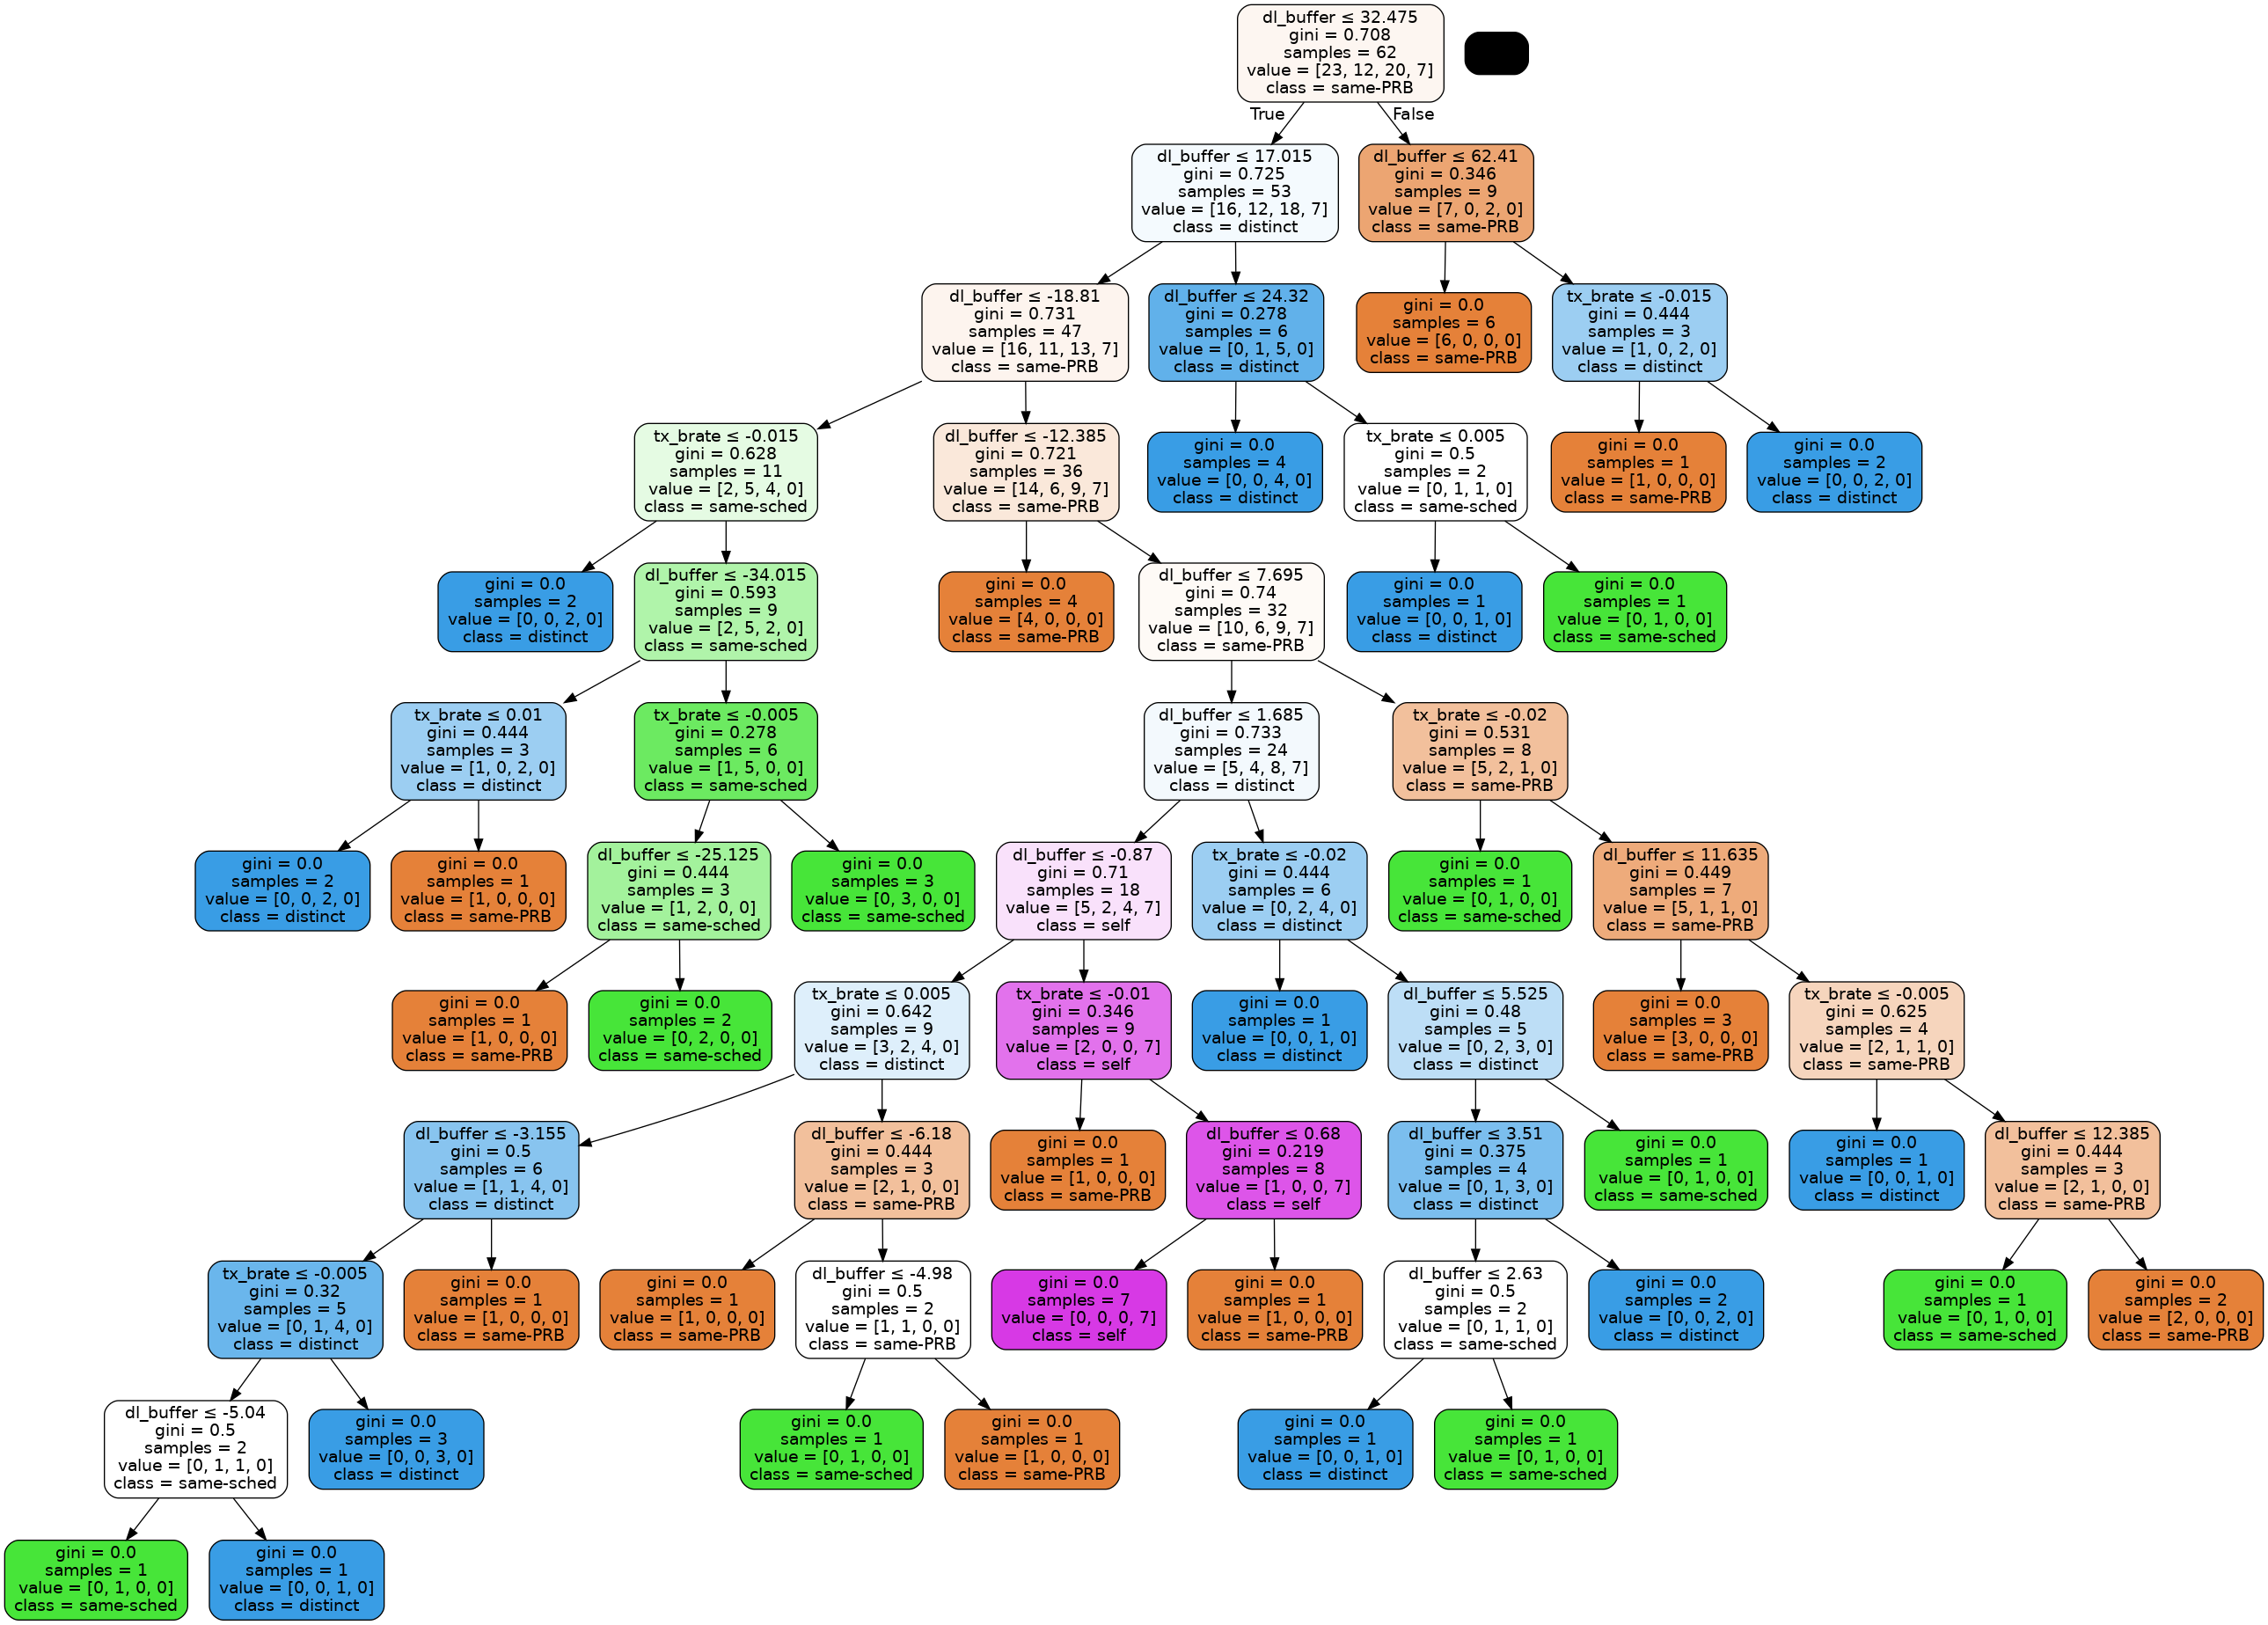 dl_buffer ≤ 32.475
gini = 0.708
samples = 62
value = [23, 12, 20, 7]
class = same-PRB
True
False
dl_buffer ≤ 17.015
gini = 0.725
samples = 53
value = [16, 12, 18, 7]
class = distinct
dl_buffer ≤ 62.41
gini = 0.346
samples = 9
value = [7, 0, 2, 0]
class = same-PRB
dl_buffer ≤ -18.81
gini = 0.731
samples = 47
value = [16, 11, 13, 7]
class = same-PRB
dl_buffer ≤ 24.32
gini = 0.278
samples = 6
value = [0, 1, 5, 0]
class = distinct
gini = 0.0
samples = 6
value = [6, 0, 0, 0]
class = same-PRB
tx_brate ≤ -0.015
gini = 0.444
samples = 3
value = [1, 0, 2, 0]
class = distinct
tx_brate ≤ -0.015
gini = 0.628
samples = 11
value = [2, 5, 4, 0]
class = same-sched
dl_buffer ≤ -12.385
gini = 0.721
samples = 36
value = [14, 6, 9, 7]
class = same-PRB
gini = 0.0
samples = 4
value = [0, 0, 4, 0]
class = distinct
tx_brate ≤ 0.005
gini = 0.5
samples = 2
value = [0, 1, 1, 0]
class = same-sched
gini = 0.0
samples = 1
value = [1, 0, 0, 0]
class = same-PRB
gini = 0.0
samples = 2
value = [0, 0, 2, 0]
class = distinct
gini = 0.0
samples = 2
value = [0, 0, 2, 0]
class = distinct
dl_buffer ≤ -34.015
gini = 0.593
samples = 9
value = [2, 5, 2, 0]
class = same-sched
gini = 0.0
samples = 4
value = [4, 0, 0, 0]
class = same-PRB
dl_buffer ≤ 7.695
gini = 0.74
samples = 32
value = [10, 6, 9, 7]
class = same-PRB
gini = 0.0
samples = 1
value = [0, 0, 1, 0]
class = distinct
gini = 0.0
samples = 1
value = [0, 1, 0, 0]
class = same-sched
tx_brate ≤ 0.01
gini = 0.444
samples = 3
value = [1, 0, 2, 0]
class = distinct
tx_brate ≤ -0.005
gini = 0.278
samples = 6
value = [1, 5, 0, 0]
class = same-sched
dl_buffer ≤ 1.685
gini = 0.733
samples = 24
value = [5, 4, 8, 7]
class = distinct
tx_brate ≤ -0.02
gini = 0.531
samples = 8
value = [5, 2, 1, 0]
class = same-PRB
gini = 0.0
samples = 2
value = [0, 0, 2, 0]
class = distinct
gini = 0.0
samples = 1
value = [1, 0, 0, 0]
class = same-PRB
dl_buffer ≤ -25.125
gini = 0.444
samples = 3
value = [1, 2, 0, 0]
class = same-sched
gini = 0.0
samples = 3
value = [0, 3, 0, 0]
class = same-sched
dl_buffer ≤ -0.87
gini = 0.71
samples = 18
value = [5, 2, 4, 7]
class = self
tx_brate ≤ -0.02
gini = 0.444
samples = 6
value = [0, 2, 4, 0]
class = distinct
gini = 0.0
samples = 1
value = [0, 1, 0, 0]
class = same-sched
dl_buffer ≤ 11.635
gini = 0.449
samples = 7
value = [5, 1, 1, 0]
class = same-PRB
gini = 0.0
samples = 1
value = [1, 0, 0, 0]
class = same-PRB
gini = 0.0
samples = 2
value = [0, 2, 0, 0]
class = same-sched
tx_brate ≤ 0.005
gini = 0.642
samples = 9
value = [3, 2, 4, 0]
class = distinct
tx_brate ≤ -0.01
gini = 0.346
samples = 9
value = [2, 0, 0, 7]
class = self
gini = 0.0
samples = 1
value = [0, 0, 1, 0]
class = distinct
dl_buffer ≤ 5.525
gini = 0.48
samples = 5
value = [0, 2, 3, 0]
class = distinct
gini = 0.0
samples = 3
value = [3, 0, 0, 0]
class = same-PRB
tx_brate ≤ -0.005
gini = 0.625
samples = 4
value = [2, 1, 1, 0]
class = same-PRB
dl_buffer ≤ -3.155
gini = 0.5
samples = 6
value = [1, 1, 4, 0]
class = distinct
dl_buffer ≤ -6.18
gini = 0.444
samples = 3
value = [2, 1, 0, 0]
class = same-PRB
gini = 0.0
samples = 1
value = [1, 0, 0, 0]
class = same-PRB
dl_buffer ≤ 0.68
gini = 0.219
samples = 8
value = [1, 0, 0, 7]
class = self
dl_buffer ≤ 3.51
gini = 0.375
samples = 4
value = [0, 1, 3, 0]
class = distinct
gini = 0.0
samples = 1
value = [0, 1, 0, 0]
class = same-sched
gini = 0.0
samples = 1
value = [0, 0, 1, 0]
class = distinct
dl_buffer ≤ 12.385
gini = 0.444
samples = 3
value = [2, 1, 0, 0]
class = same-PRB
tx_brate ≤ -0.005
gini = 0.32
samples = 5
value = [0, 1, 4, 0]
class = distinct
gini = 0.0
samples = 1
value = [1, 0, 0, 0]
class = same-PRB
gini = 0.0
samples = 1
value = [1, 0, 0, 0]
class = same-PRB
dl_buffer ≤ -4.98
gini = 0.5
samples = 2
value = [1, 1, 0, 0]
class = same-PRB
gini = 0.0
samples = 7
value = [0, 0, 0, 7]
class = self
gini = 0.0
samples = 1
value = [1, 0, 0, 0]
class = same-PRB
dl_buffer ≤ 2.63
gini = 0.5
samples = 2
value = [0, 1, 1, 0]
class = same-sched
gini = 0.0
samples = 2
value = [0, 0, 2, 0]
class = distinct
gini = 0.0
samples = 1
value = [0, 1, 0, 0]
class = same-sched
gini = 0.0
samples = 2
value = [2, 0, 0, 0]
class = same-PRB
dl_buffer ≤ -5.04
gini = 0.5
samples = 2
value = [0, 1, 1, 0]
class = same-sched
gini = 0.0
samples = 3
value = [0, 0, 3, 0]
class = distinct
gini = 0.0
samples = 1
value = [0, 1, 0, 0]
class = same-sched
gini = 0.0
samples = 1
value = [1, 0, 0, 0]
class = same-PRB
gini = 0.0
samples = 1
value = [0, 0, 1, 0]
class = distinct
gini = 0.0
samples = 1
value = [0, 1, 0, 0]
class = same-sched
gini = 0.0
samples = 1
value = [0, 1, 0, 0]
class = same-sched
gini = 0.0
samples = 1
value = [0, 0, 1, 0]
class = distinct